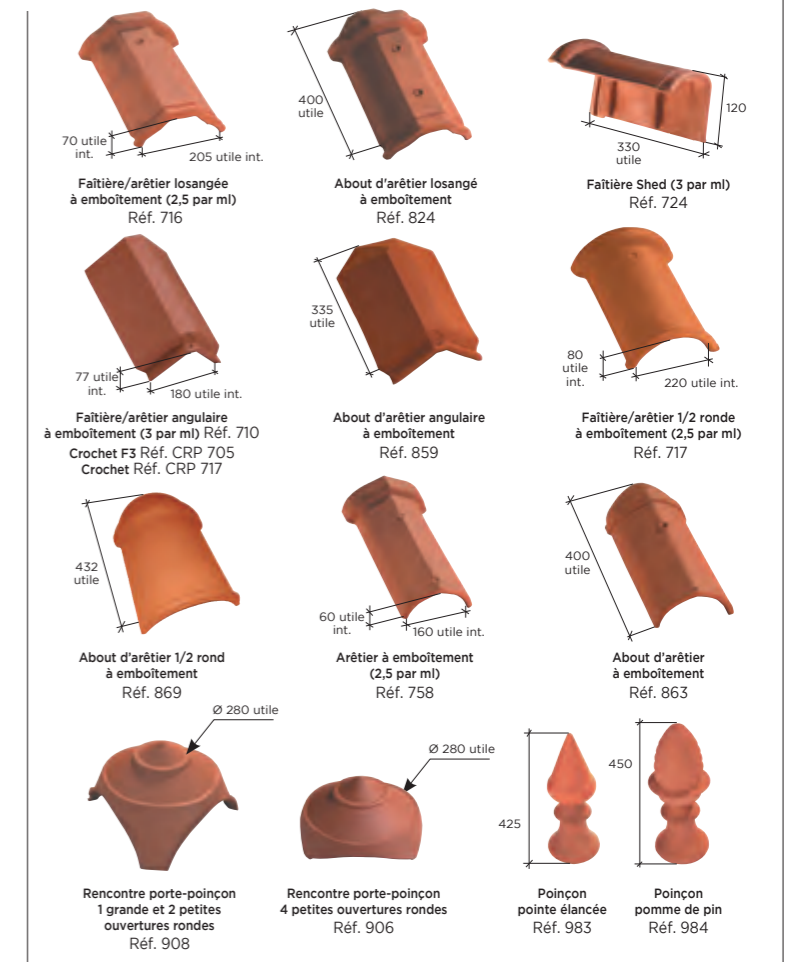 70 utile
int.
205 utile int.
Faîtière/arêtier losangée
à emboîtement (2,5 par ml)
Réf. 716
400
utile
About d'arêtier losangé
à emboîtement
Réf. 824
120
330
utile
Faîtière Shed (3 par ml)
Réf. 724
77 utile
int.
180 utile int.
Faîtière/arêtier angulaire
à emboîtement (3 par ml) Réf. 710
Crochet F3 Réf. CRP 705
Crochet Réf. CRP 717
335
utile
About d'arêtier angulaire
à emboîtement
Réf. 859
80
utile
int.
220 utile int.
Faîtière/arêtier 1/2 ronde
à emboîtement (2,5 par ml)
Réf. 717
432
utile
About d'arêtier 1/2 rond
à emboîtement
Réf. 869
60 utile
int.
160 utile int.
Arêtier à emboîtement
(2,5 par ml)
Réf. 758
400
utile
About d'arêtier
à emboîtement
Réf. 863
Ø 280 utile
Rencontre porte-poinçon
1 grande et 2 petites
ouvertures rondes
Réf. 908
Ø 280 utile
Rencontre porte-poinçon
4 petites ouvertures rondes
Réf. 906
425
Poinçon
pointe élancée
Réf. 983
450
Poinçon
pomme de pin
Réf. 984